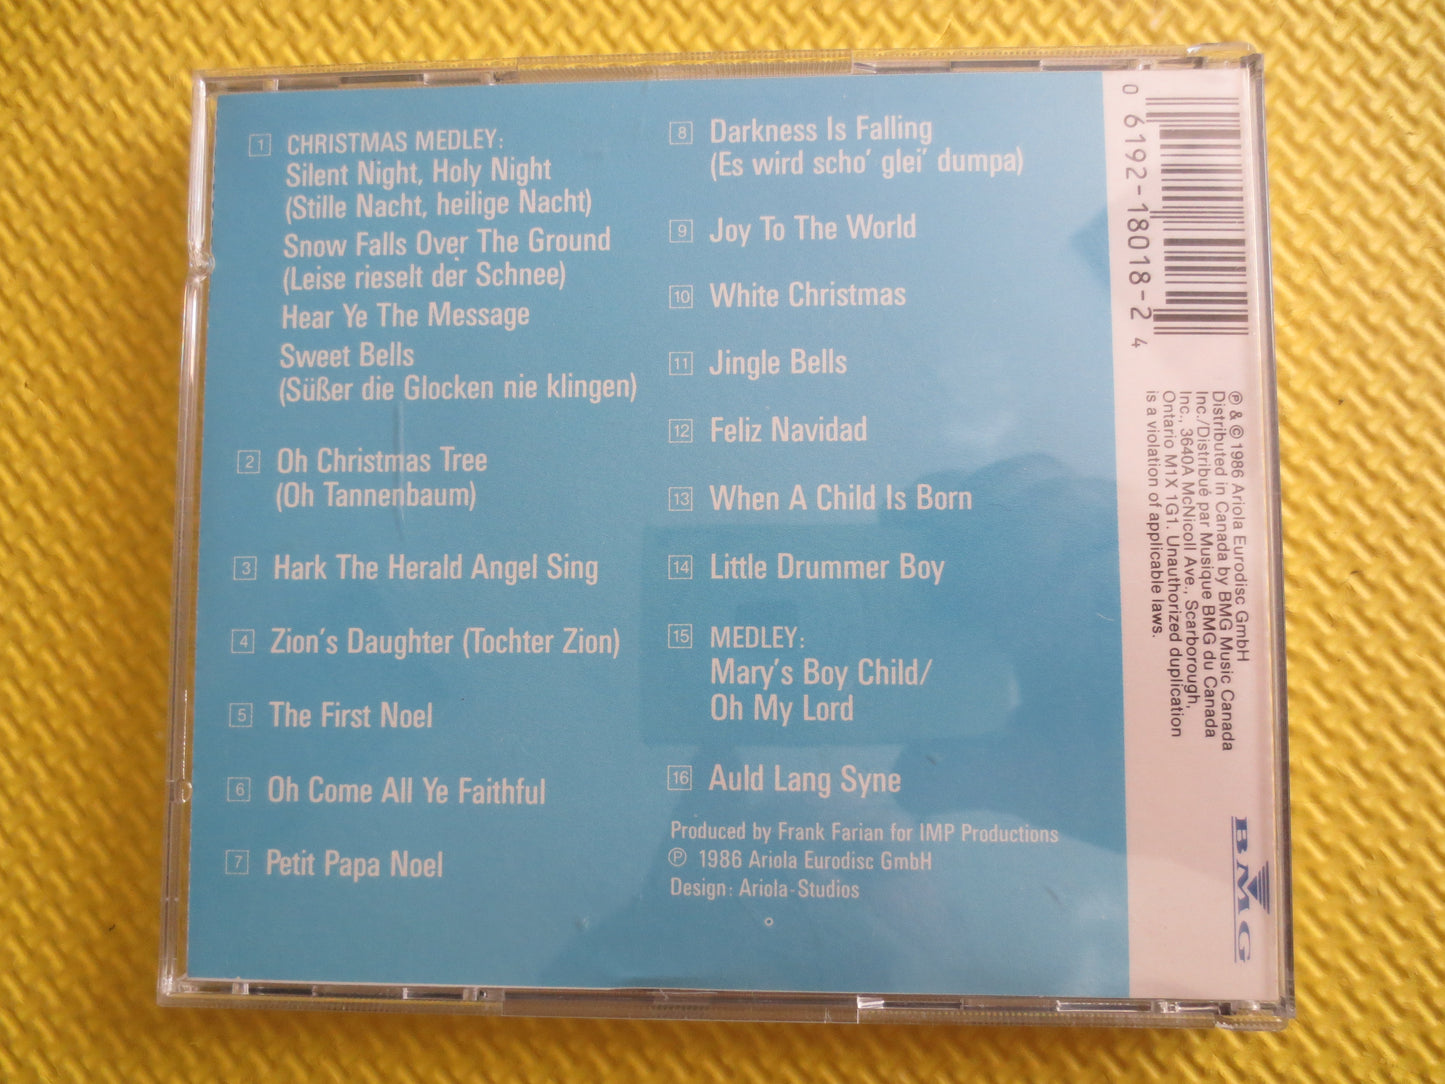 1 CHRISTMAS MEDLEY:
Silent Night, Holy Night
(Stille Nacht, heilige Nacht)
Snow Falls Over The Ground
(Leise rieselt der Schnee)
Hear Ye The Message
Sweet Bells
(Süßer die Glocken nie klingen)
2 Oh Christmas Tree
(Oh Tannenbaum)
3 Hark The Herald Angel Sing
4 Zion's Daughter (Tochter Zion)
5 The First Noel
6 Oh Come All Ye Faithful
7 Petit Papa Noel
8 Darkness Is Falling
(Es wird scho' glei' dumpa)
9 Joy To The World
10 White Christmas
11 Jingle Bells
12 Feliz Navidad
13 When A Child Is Born
14 Little Drummer Boy
15 MEDLEY:
Mary's Boy Child/
Oh My Lord
16 Auld Lang Syne
Produced by Frank Farian for IMP Productions
℗ 1986 Ariola Eurodisc GmbH
Design: Ariola-Studios
0 6192-18018-2 4
℗ & © 1986 Ariola Eurodisc GmbH
Distributed in Canada by BMG Music Canada
Inc./Distribué par Musique BMG du Canada
Inc., 3640A McNicoll Ave., Scarborough,
Ontario M1X 1G1. Unauthorized duplication
is a violation of applicable laws.
BMG